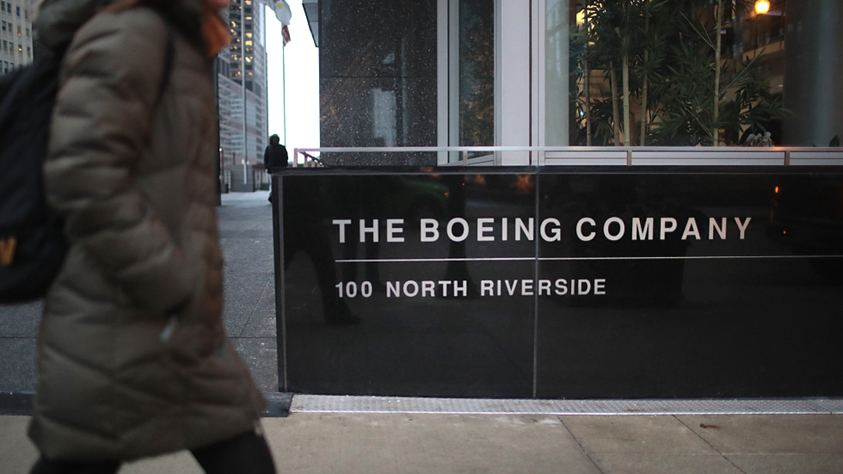 THE BOEING COMPANY
100 NORTH RIVERSIDE